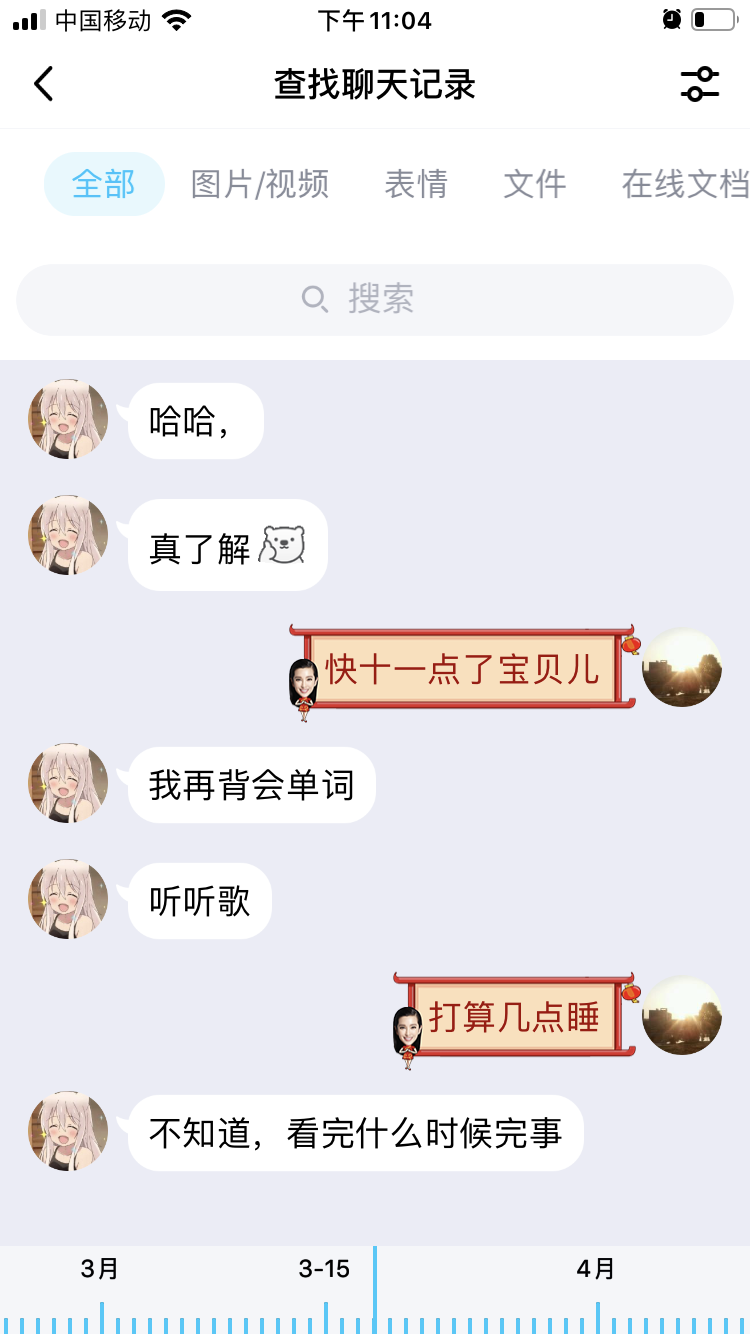 中国移动 下午11:04
查找聊天记录
全部 图片/视频 表情 文件 在线文档
搜索
哈哈，
真了解
快十一点了宝贝儿
我再背会单词
听听歌
打算几点睡
不知道，看完什么时候完事
3月 3-15 4月